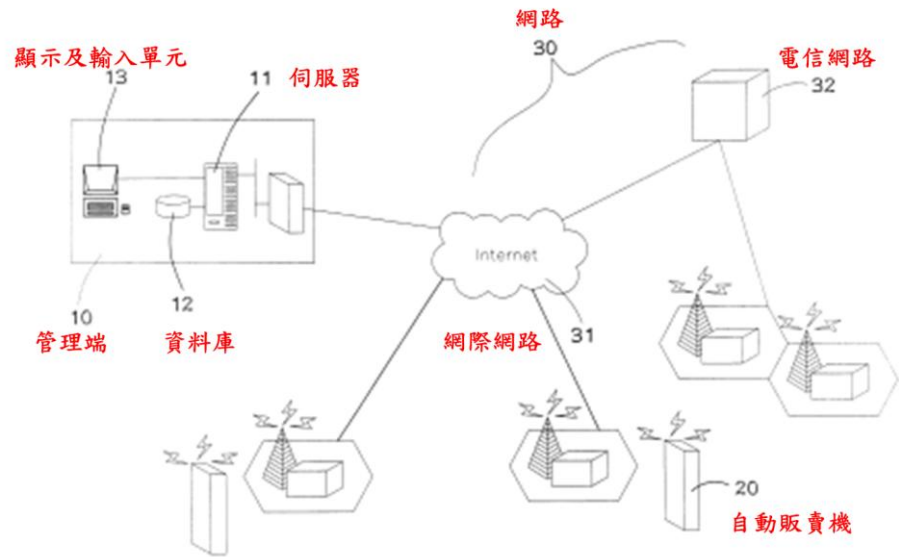 網路
30
顯示及輸入單元
13
11
伺服器
電信網路
32
Internet
10
12
31
管理端
資料庫
網際網路
20
自動販賣機